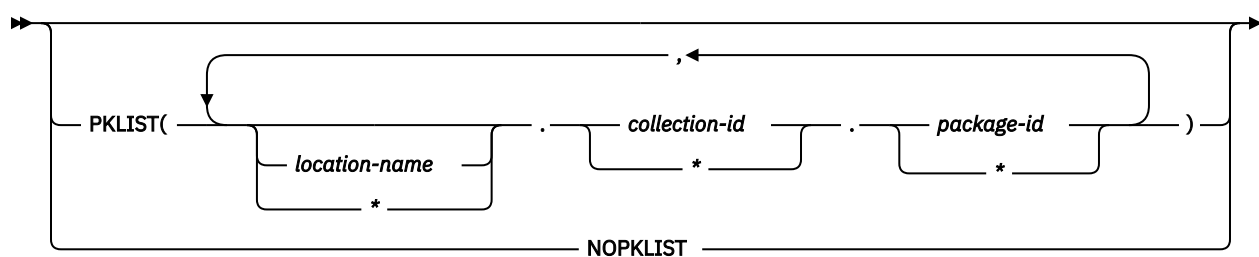 ,
PKLIST( . collection-id . package-id )
location-name * *
*
NOPKLIST